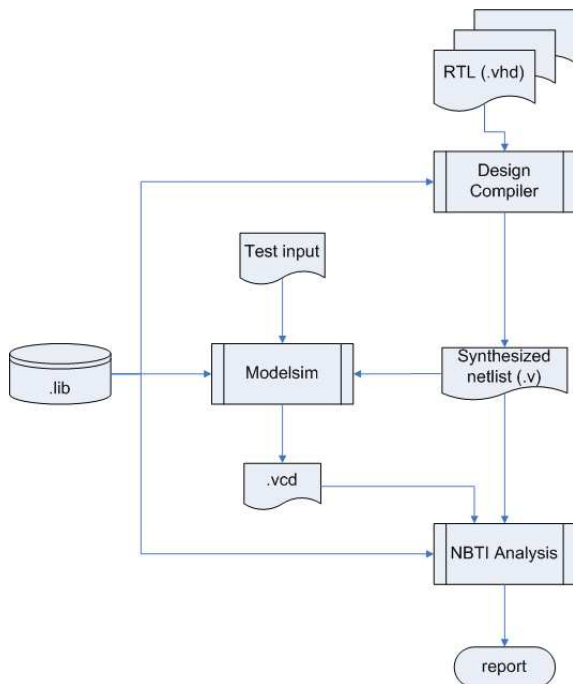 RTL (.vhd)
Design
Compiler
Test input
.lib
Modelsim
Synthesized
netlist (.v)
.vcd
NBTI Analysis
report